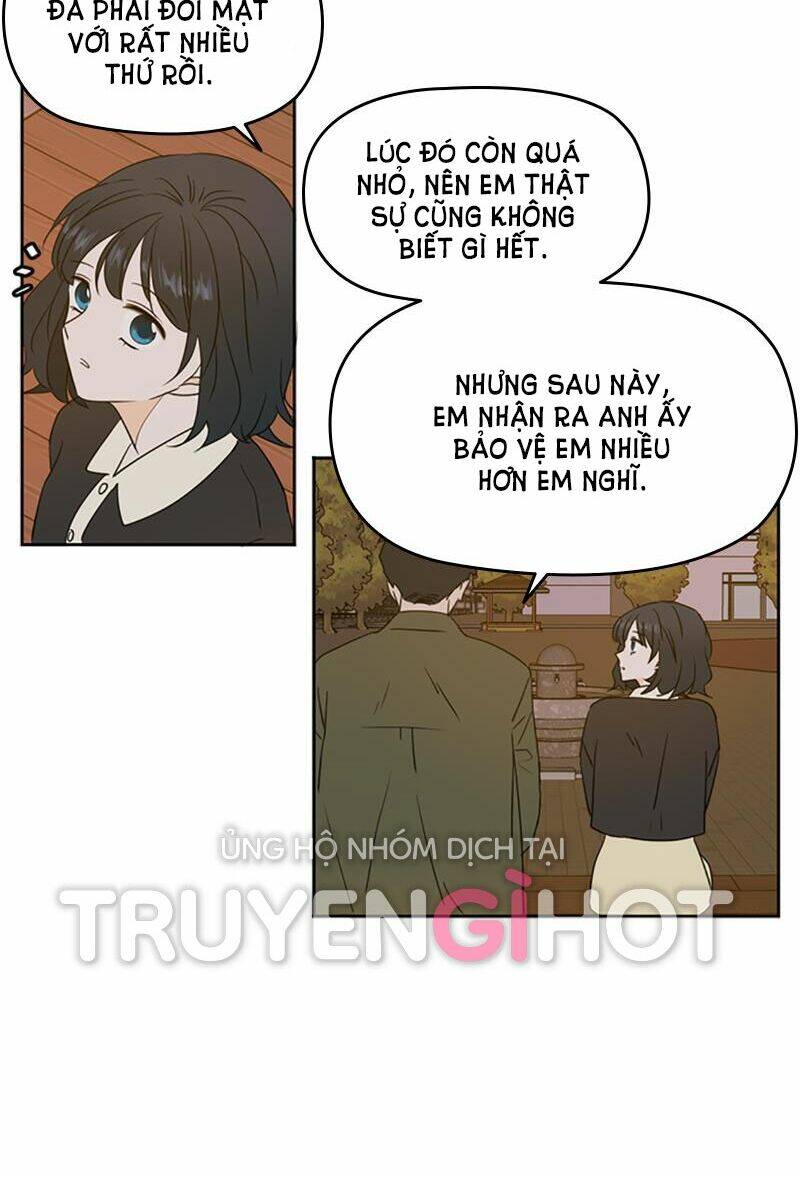 ĐÃ PHẢI ĐỐI MẶT
VỚI RẤT NHIỀU
THỨ RỒI.
LÚC ĐÓ CÒN QUÁ
NHỎ, NÊN EM THẬT
SỰ CŨNG KHÔNG
BIẾT GÌ HẾT.
NHƯNG SAU NÀY,
EM NHẬN RA ANH ẤY
BẢO VỆ EM NHIỀU
HƠN EM NGHĨ.
ỦNG HỘ NHÓM DỊCH TẠI
TRUYENGÌHOT